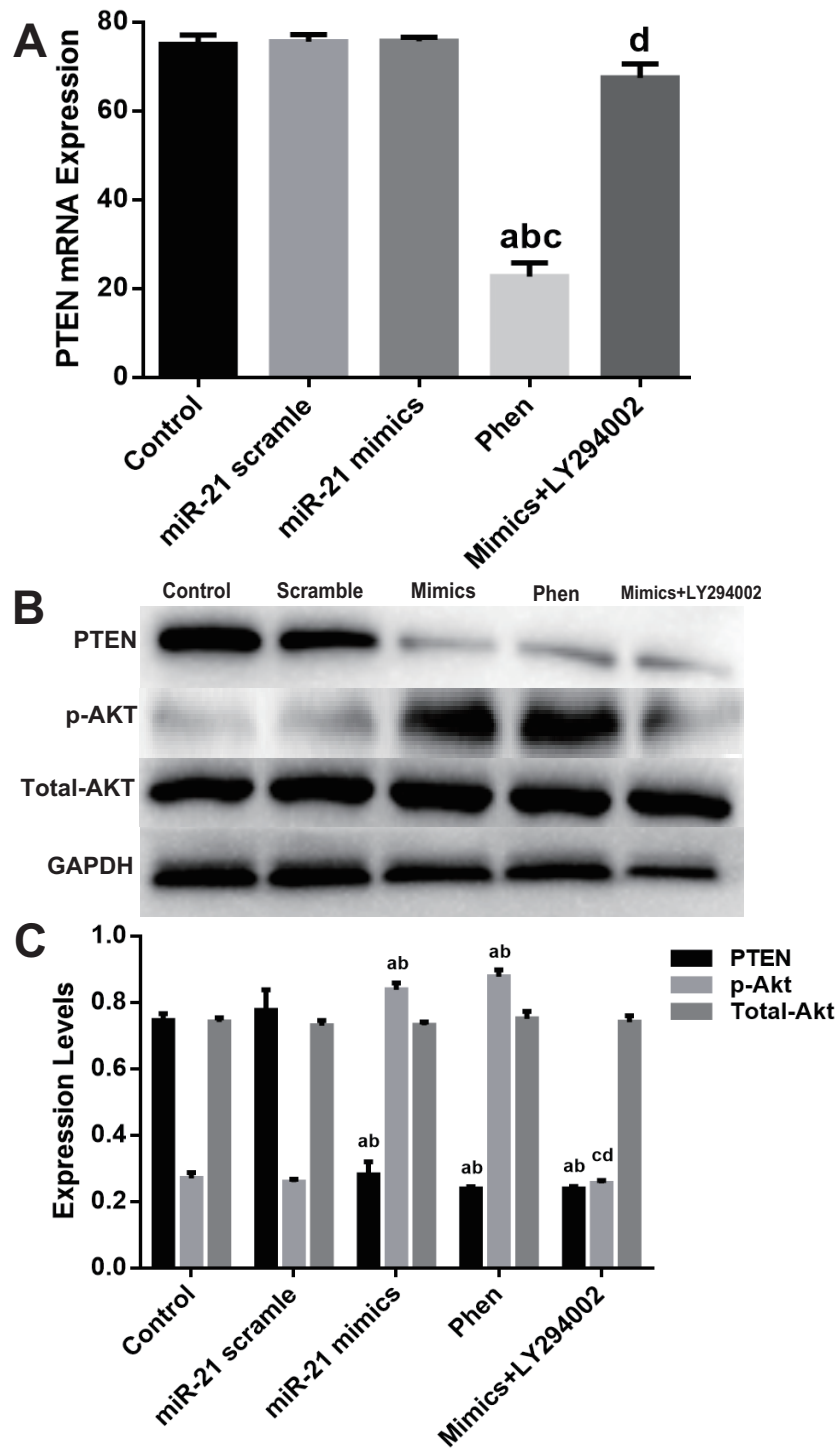 A
PTEN mRNA Expression
80
60
40
20
0
abc
d
Control
miR-21 scramle
miR-21 mimics
Phen
Mimics+LY294002
B
Control Scramble Mimics Phen Mimics+LY294002
PTEN
p-AKT
Total-AKT
GAPDH
C
Expression Levels
1.0
0.8
0.6
0.4
0.2
0.0
ab
ab
ab
ab
ab
cd
PTEN
p-Akt
Total-Akt
Control
miR-21 scramle
miR-21 mimics
Phen
Mimics+LY294002